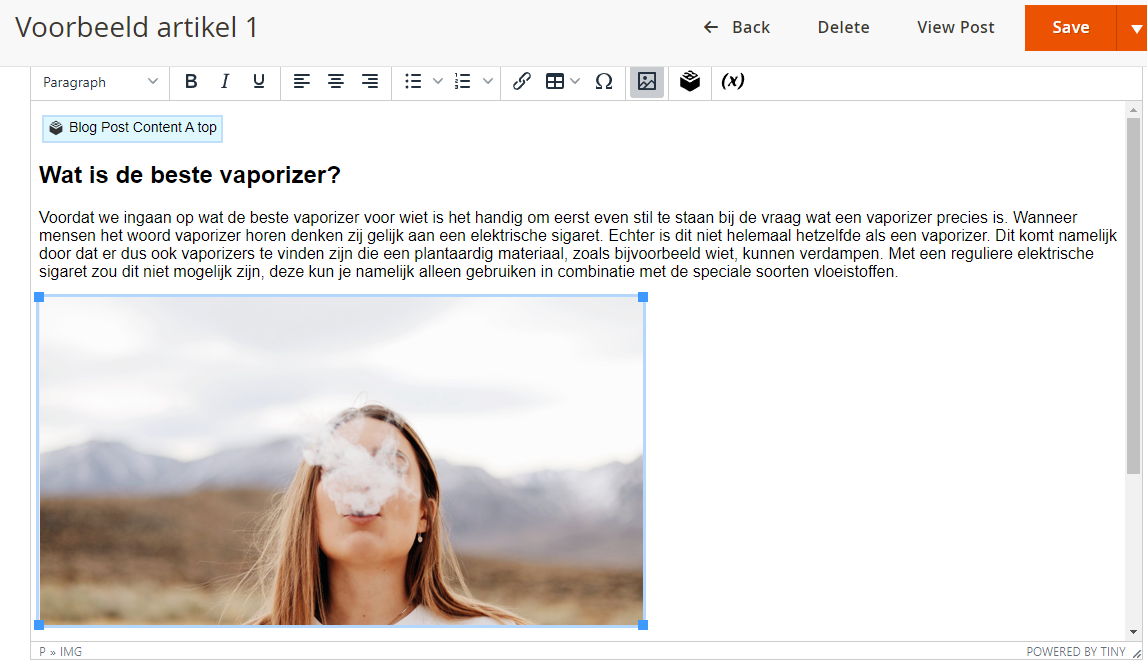 Voorbeeld artikel 1
Back
Delete
View Post
Save
Paragraph
B I U
Ω
(x)
Blog Post Content A top
Wat is de beste vaporizer?
Voordat we ingaan op wat de beste vaporizer voor wiet is het handig om eerst even stil te staan bij de vraag wat een vaporizer precies is. Wanneer
mensen het woord vaporizer horen denken zij gelijk aan een elektrische sigaret. Echter is dit niet helemaal hetzelfde als een vaporizer. Dit komt namelijk
door dat er dus ook vaporizers te vinden zijn die een plantaardig materiaal, zoals bijvoorbeeld wiet, kunnen verdampen. Met een reguliere elektrische
sigaret zou dit niet mogelijk zijn, deze kun je namelijk alleen gebruiken in combinatie met de speciale soorten vloeistoffen.
P » IMG
POWERED BY TINY